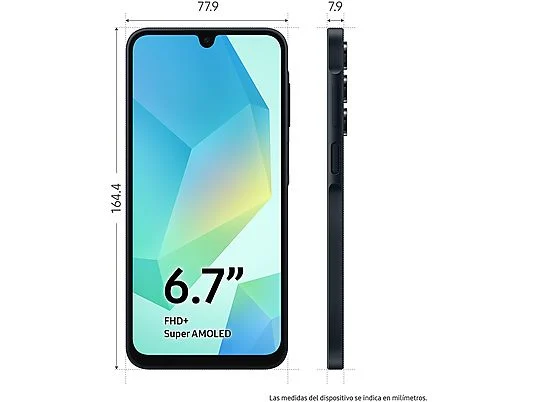 77.9
7.9
164.4
6.7”
FHD+
Super AMOLED
Las medidas del dispositivo se indica en milímetros.